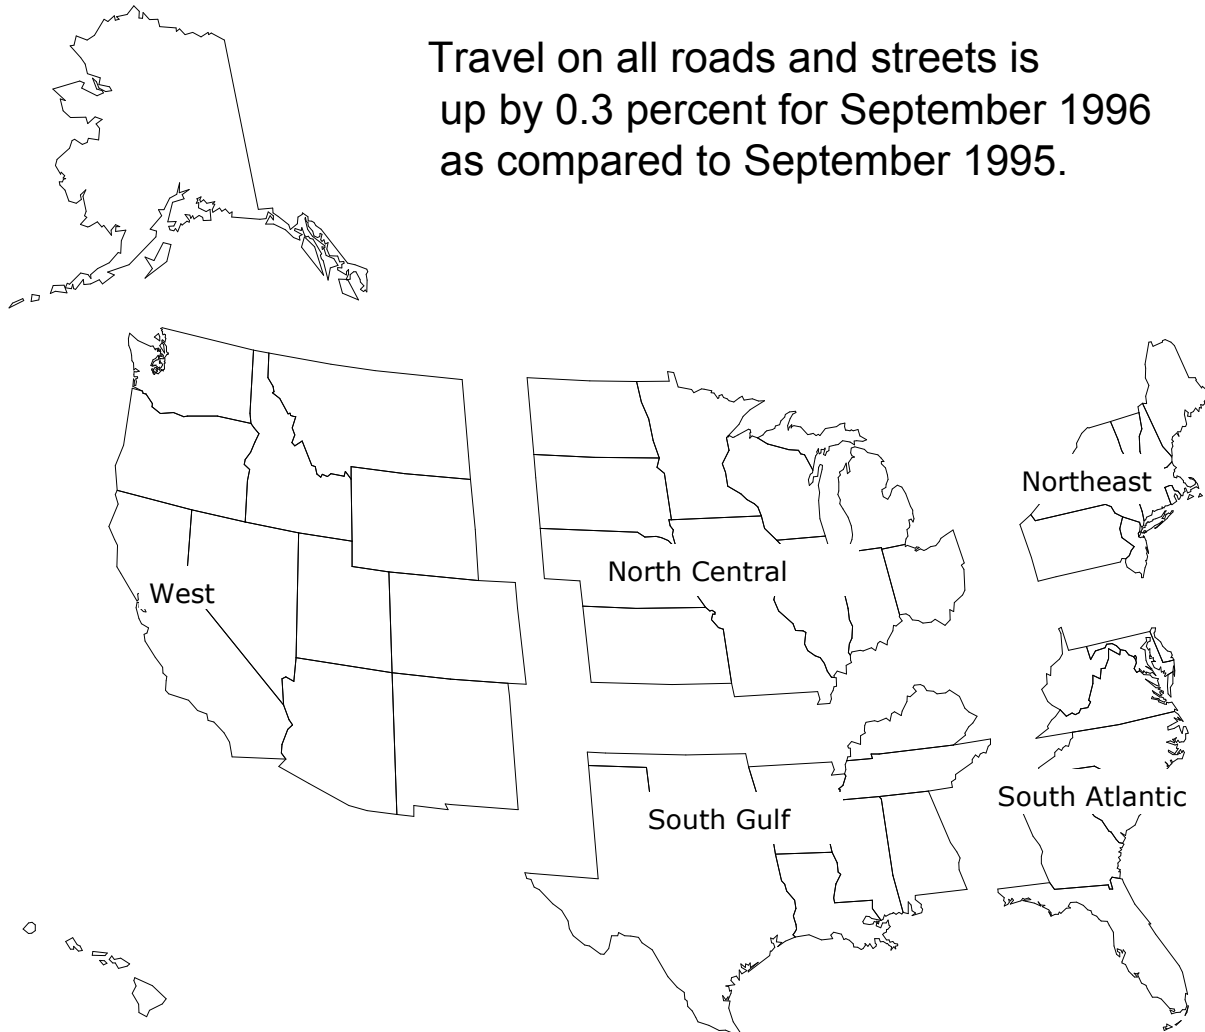 Travel on all roads and streets is
up by 0.3 percent for September 1996
as compared to September 1995.
Northeast
North Central
West
South Atlantic
South Gulf